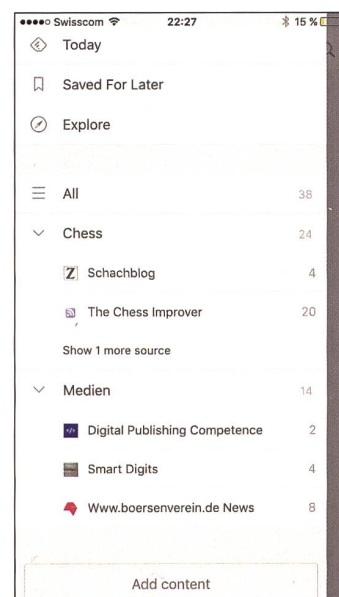 Swisscom 22:27 15 %
Today
Saved For Later
Explore
All 38
Chess 24
Z Schachblog 4
The Chess Improver 20
Show 1 more source
Medien 14
</> Digital Publishing Competence 2
Smart Digits 4
Www.boersenverein.de News 8
Add content